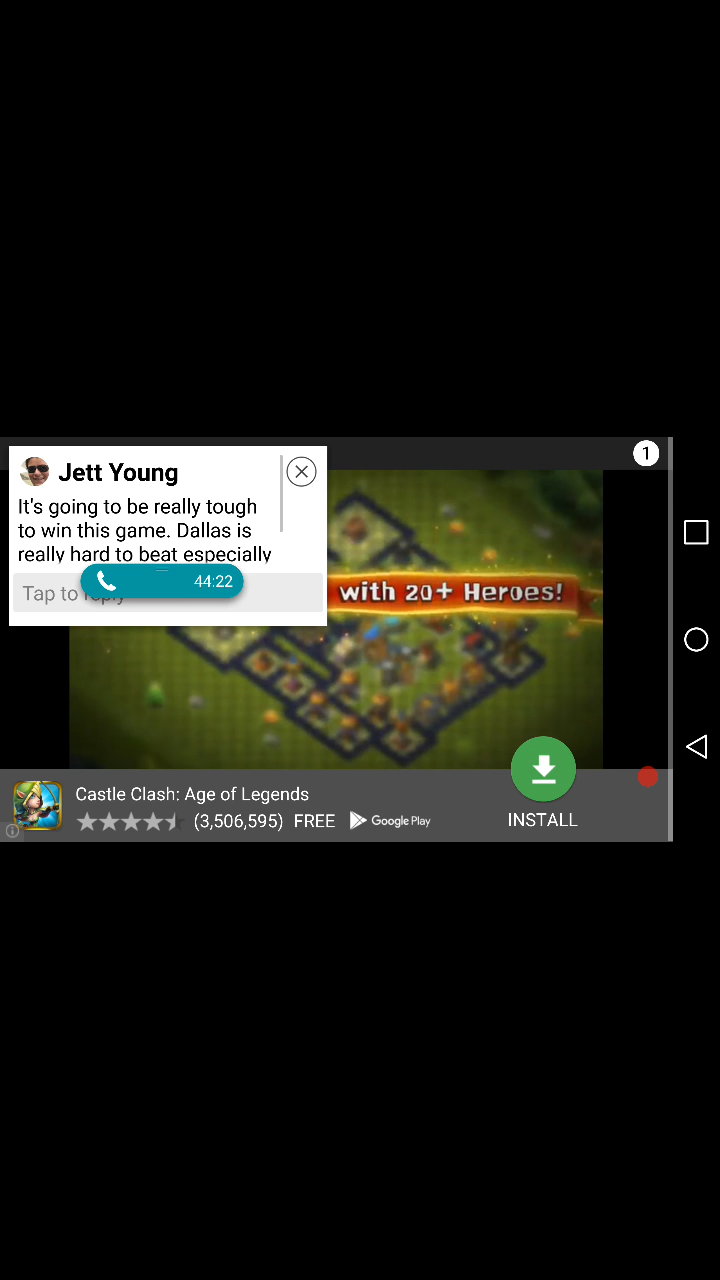 1
Jett Young
It's going to be really tough
to win this game. Dallas is
really hard to beat especially
Tap to reply
44:22
with 20+ Heroes!
Castle Clash: Age of Legends
(3,506,595) FREE Google Play
INSTALL